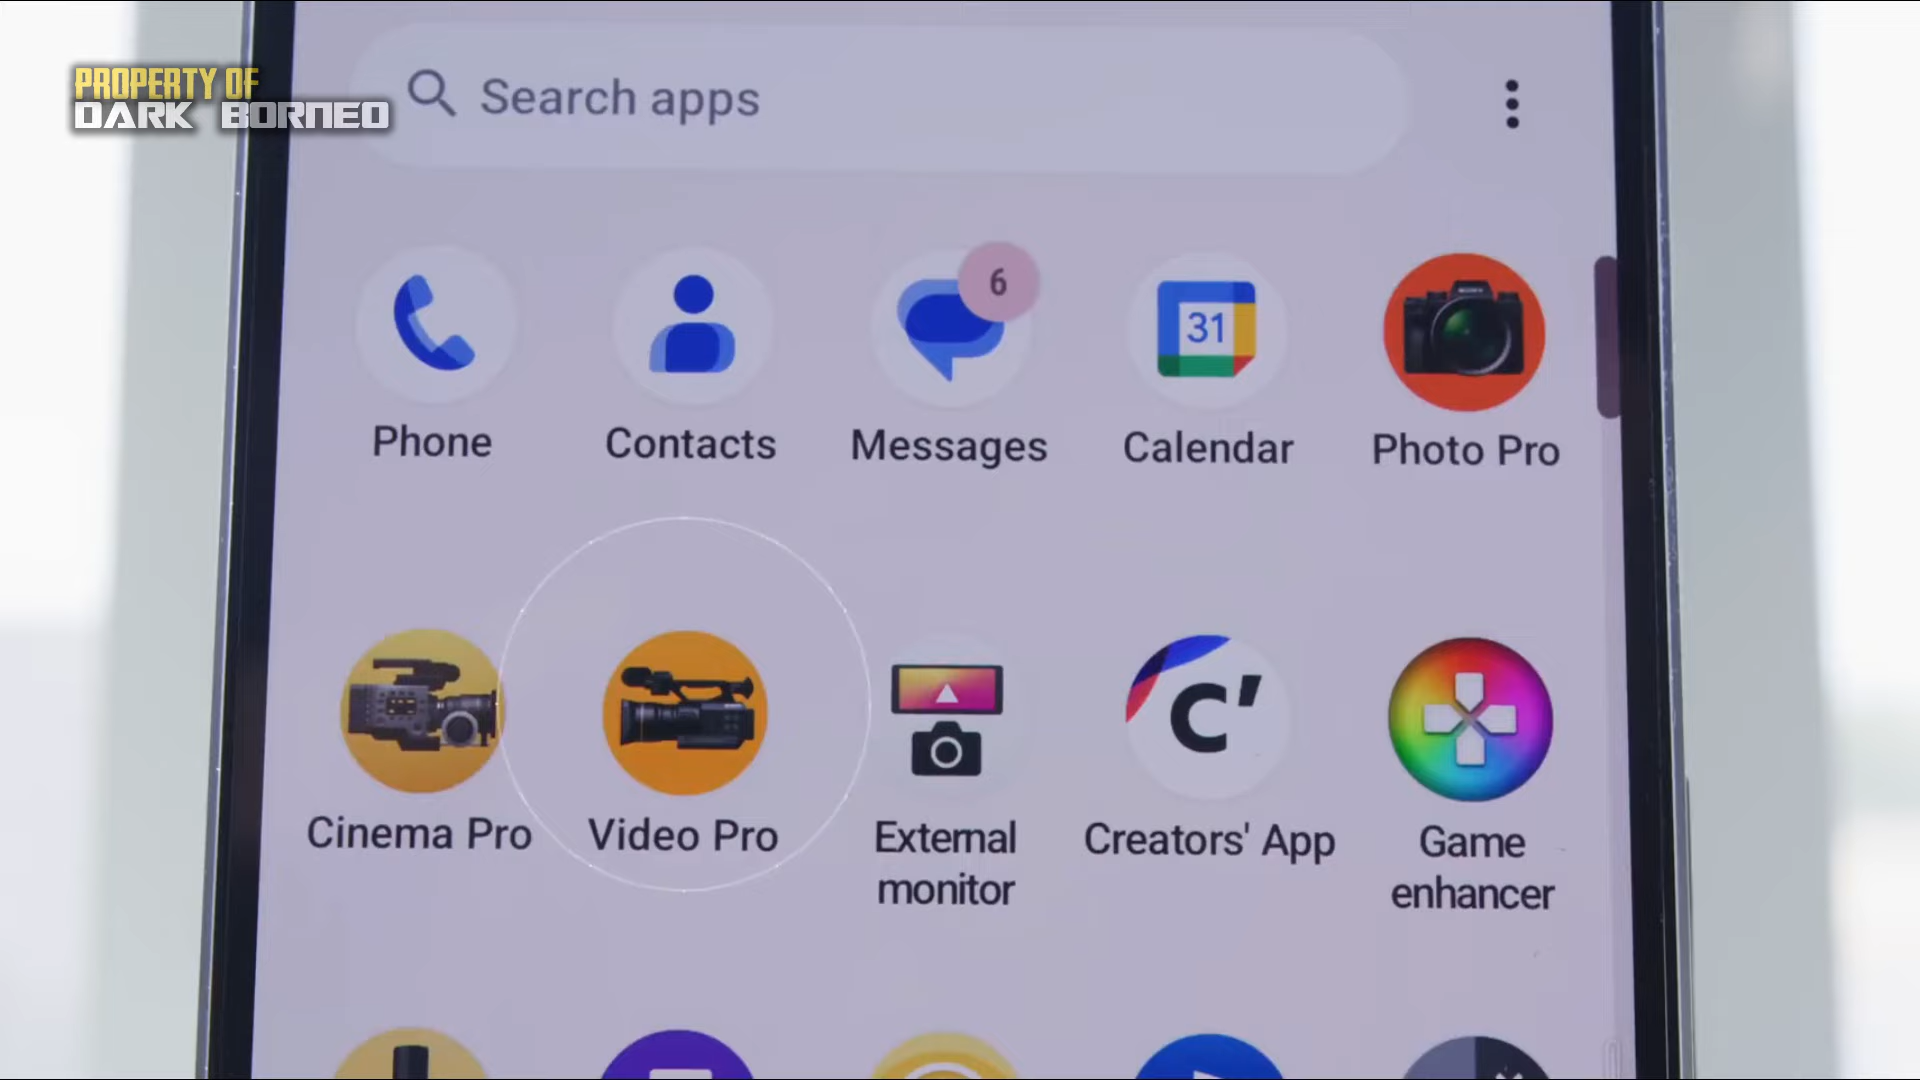 PROPERTY OF
DARK BORNEO
Search apps
6
31
Phone
Contacts
Messages
Calendar
Photo Pro
C'
Cinema Pro
Video Pro
External
monitor
Creators' App
Game
enhancer